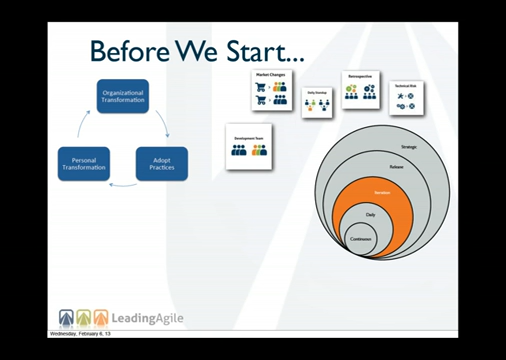 Before We Start...
Organizational
Transformation
Personal
Transformation
Adopt
Practices
Market Changes
Daily Standup
Retrospective
Technical Risk
Development Team
Strategic
Release
Iteration
Daily
Continuous
LeadingAgile
Wednesday, February 6, 13